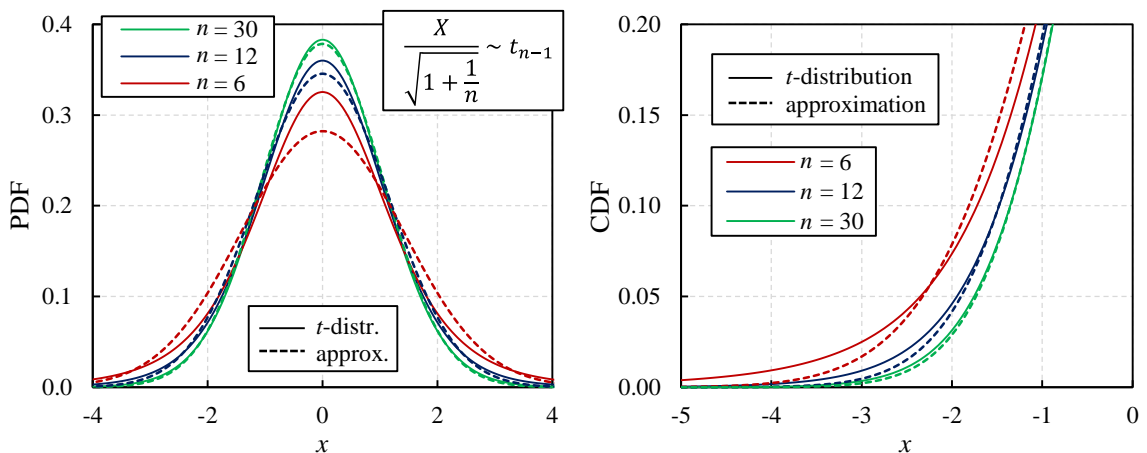 PDF
0.4
0.3
0.2
0.1
0.0
n = 30
n = 12
n = 6
X
√1 + 1/n
~ tₙ₋₁
t-distr.
approx.
-4 -2 0 2 4
x
CDF
0.20
0.15
0.10
0.05
0.00
t-distribution
approximation
n = 6
n = 12
n = 30
-5 -4 -3 -2 -1 0
x